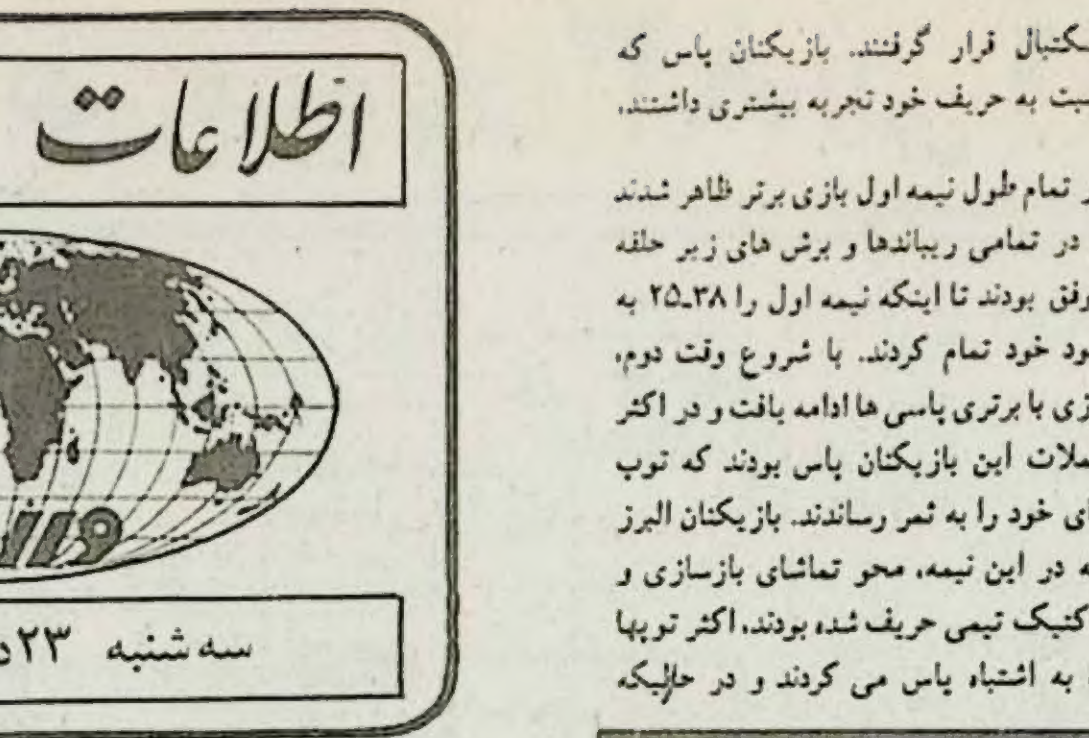 بسکتبال قرار گرفتند. بازیکنان پاس که
نسبت به حریف خود تجربه بیشتری داشتند.
در تمام طول نیمه اول بازی برتر ظاهر شدند
در تمامی ریباندها و برش های زیر حلقه
موفق بودند تا اینکه نیمه اول را ۳۸ـ۲۵ به
سود خود تمام کردند. با شروع وقت دوم،
بازی با برتری پاسی ها ادامه یافت و در اکثر
این بازیکنان پاس بودند که توپ
های خود را به ثمر رساندند. بازیکنان البرز
که در این نیمه، محو تماشای بازسازی و
تاکتیک تیمی حریف شده بودند، اکثر توپها
به اشتباه پاس می کردند و در حالیکه
اطلاعات
سه شنبه ۲۳